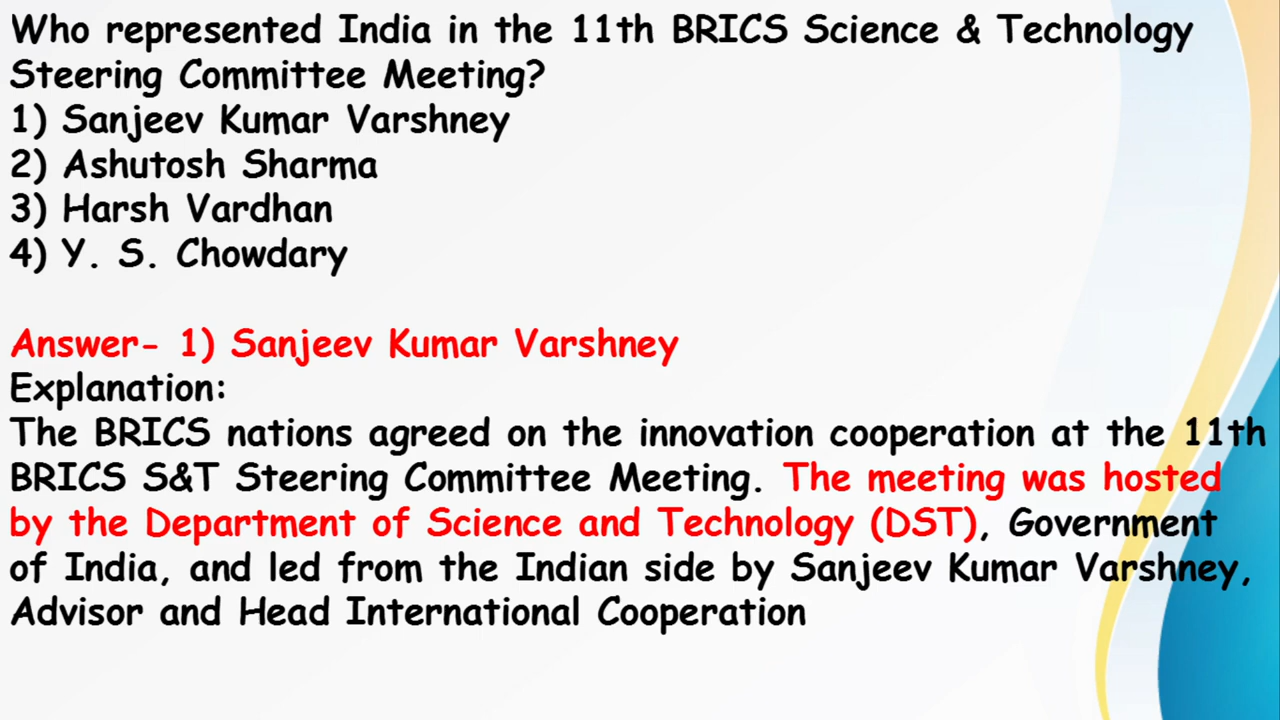 Who represented India in the 11th BRICS Science & Technology
Steering Committee Meeting?
1) Sanjeev Kumar Varshney
2) Ashutosh Sharma
3) Harsh Vardhan
4) Y. S. Chowdary
Answer- 1) Sanjeev Kumar Varshney
Explanation:
The BRICS nations agreed on the innovation cooperation at the 11th
BRICS S&T Steering Committee Meeting. The meeting was hosted
by the Department of Science and Technology (DST), Government
of India, and led from the Indian side by Sanjeev Kumar Varshney,
Advisor and Head International Cooperation